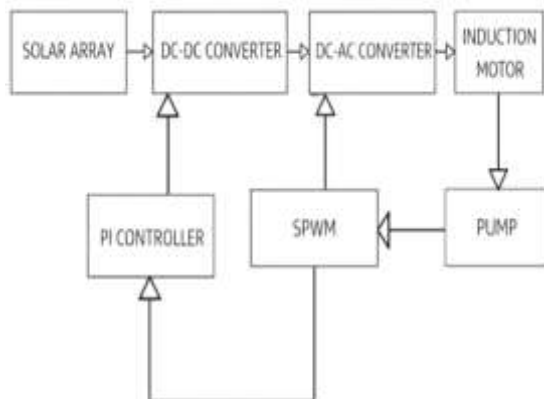 SOLAR ARRAY
DC-DC CONVERTER
DC-AC CONVERTER
INDUCTION
MOTOR
PI CONTROLLER
SPWM
PUMP